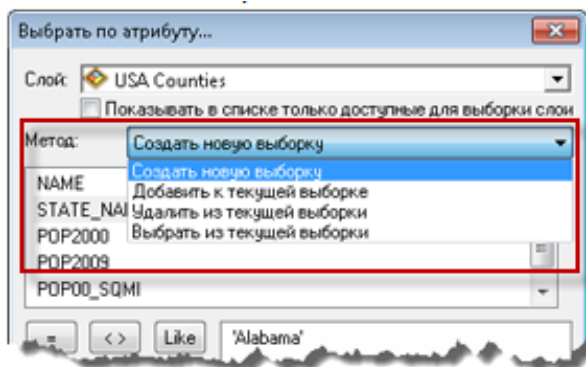 Выбрать по атрибуту...
Слой: USA Counties
Показывать в списке только доступные для выборки слои
Метод: Создать новую выборку
Создать новую выборку
NAME
Добавить к текущей выборке
STATE_NAM
Удалить из текущей выборки
POP2000
Выбрать из текущей выборки
POP2009
POP00_SQMI
= <> Like 'Alabama'